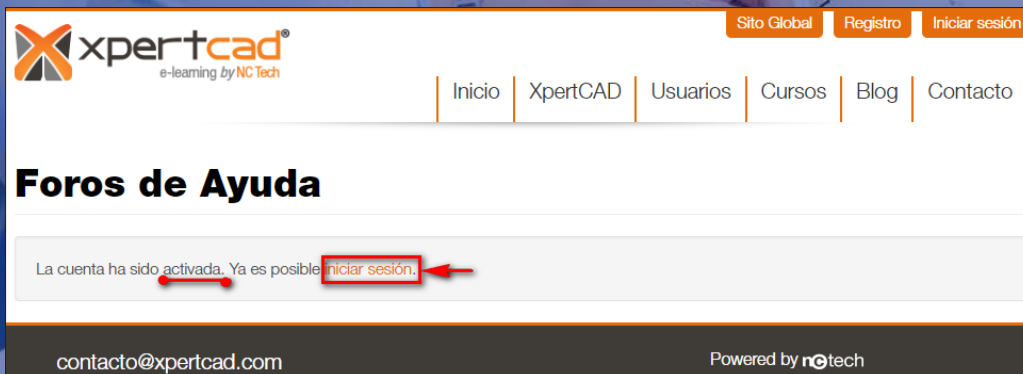 xpertcad®
e-learning by NC Tech
Sito Global Registro Iniciar sesión
Inicio XpertCAD Usuarios Cursos Blog Contacto
Foros de Ayuda
La cuenta ha sido activada. Ya es posible iniciar sesión.
contacto@xpertcad.com
Powered by nctech